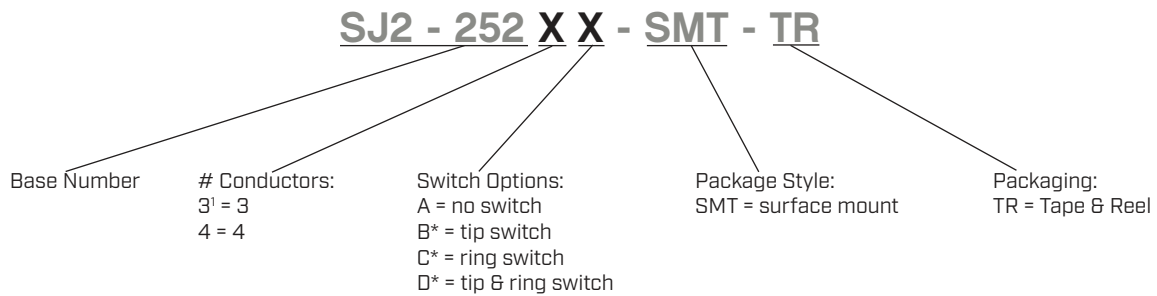 SJ2 - 252 X X - SMT - TR
Base Number
# Conductors:
3¹ = 3
4 = 4
Switch Options:
A = no switch
B* = tip switch
C* = ring switch
D* = tip & ring switch
Package Style:
SMT = surface mount
Packaging:
TR = Tape & Reel